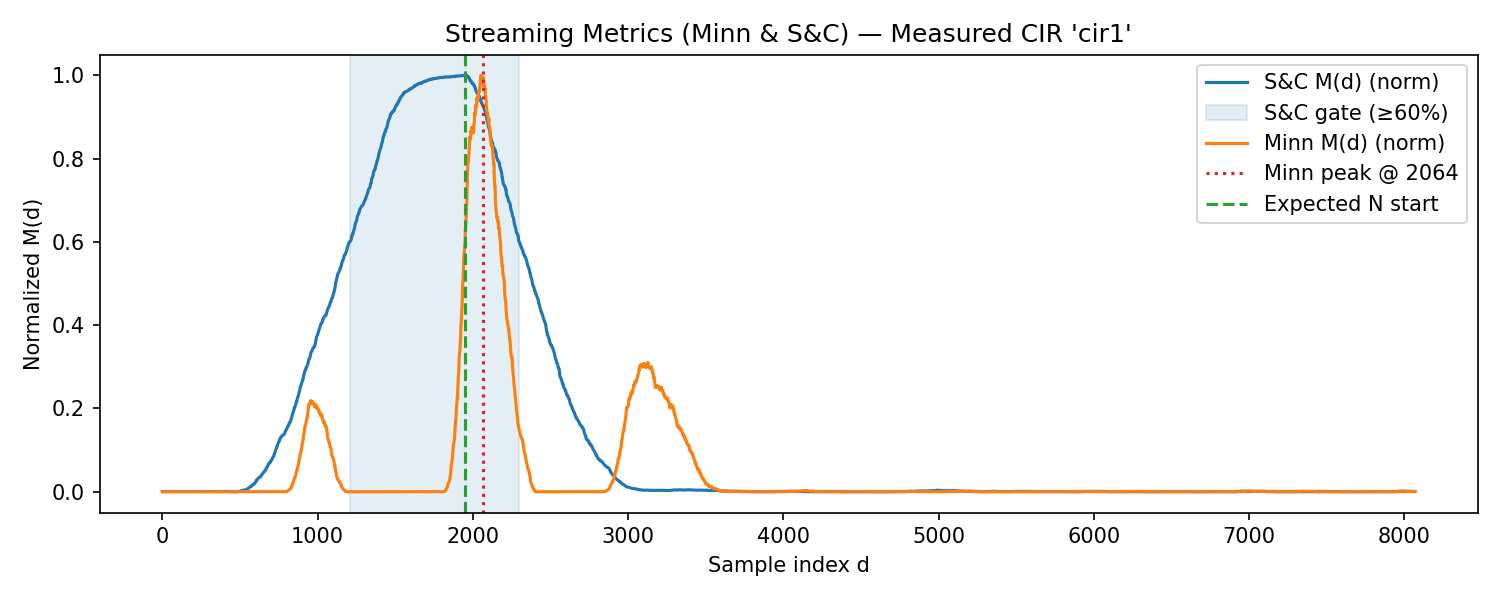 Streaming Metrics (Minn & S&C) — Measured CIR 'cir1'
1.0
0.8
0.6
0.4
0.2
0.0
Normalized M(d)
S&C M(d) (norm)
S&C gate (≥60%)
Minn M(d) (norm)
Minn peak @ 2064
Expected N start
0 1000 2000 3000 4000 5000 6000 7000 8000
Sample index d